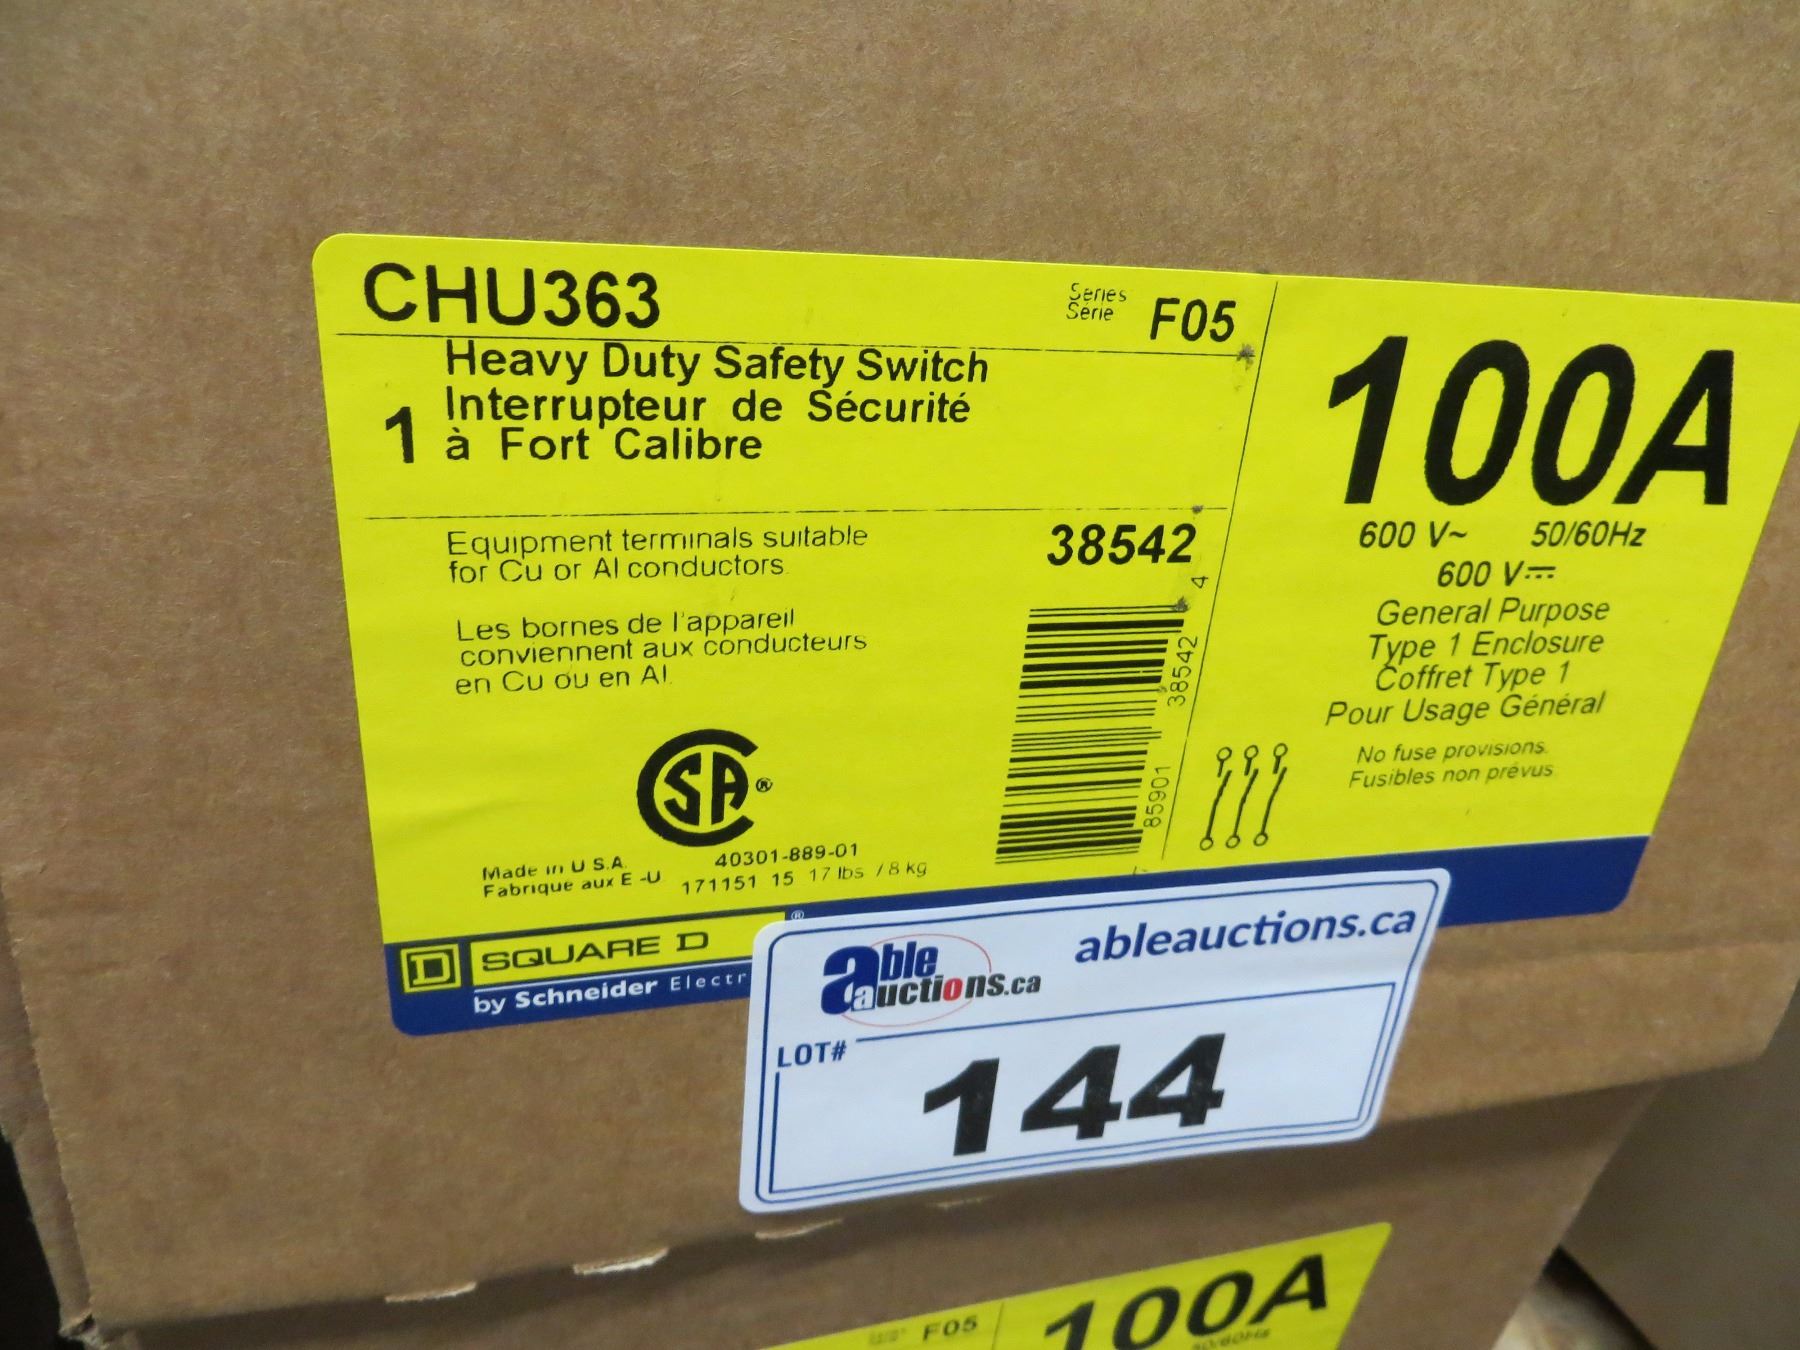 CHU363
Series
Série
F05
1
Heavy Duty Safety Switch
Interrupteur de Sécurité
à Fort Calibre
Equipment terminals suitable
for Cu or Al conductors.
Les bornes de l'appareil
conviennent aux conducteurs
en Cu ou en Al.
38542
85901 38542 4
SA®
Made in U.S.A.
Fabrique aux E.-U.
40301-889-01
171151 15 17 lbs / 8 kg
100A
600 V~ 50/60Hz
600 V⎓
General Purpose
Type 1 Enclosure
Coffret Type 1
Pour Usage Général
No fuse provisions.
Fusibles non prévus.
D SQUARE D ®
by Schneider Electr
able
auctions.ca
ableauctions.ca
LOT#
144
F05
100A
50/60Hz